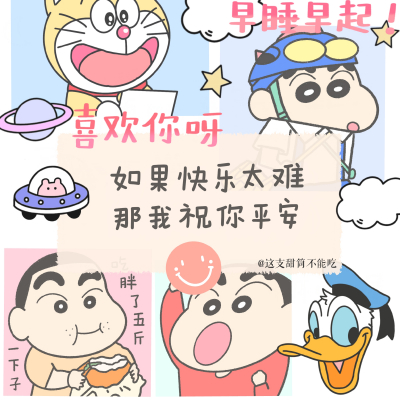 早睡早起！
喜欢你呀
如果快乐太难
那我祝你平安
@这支甜筒不能吃
吃
胖了五斤
一下子